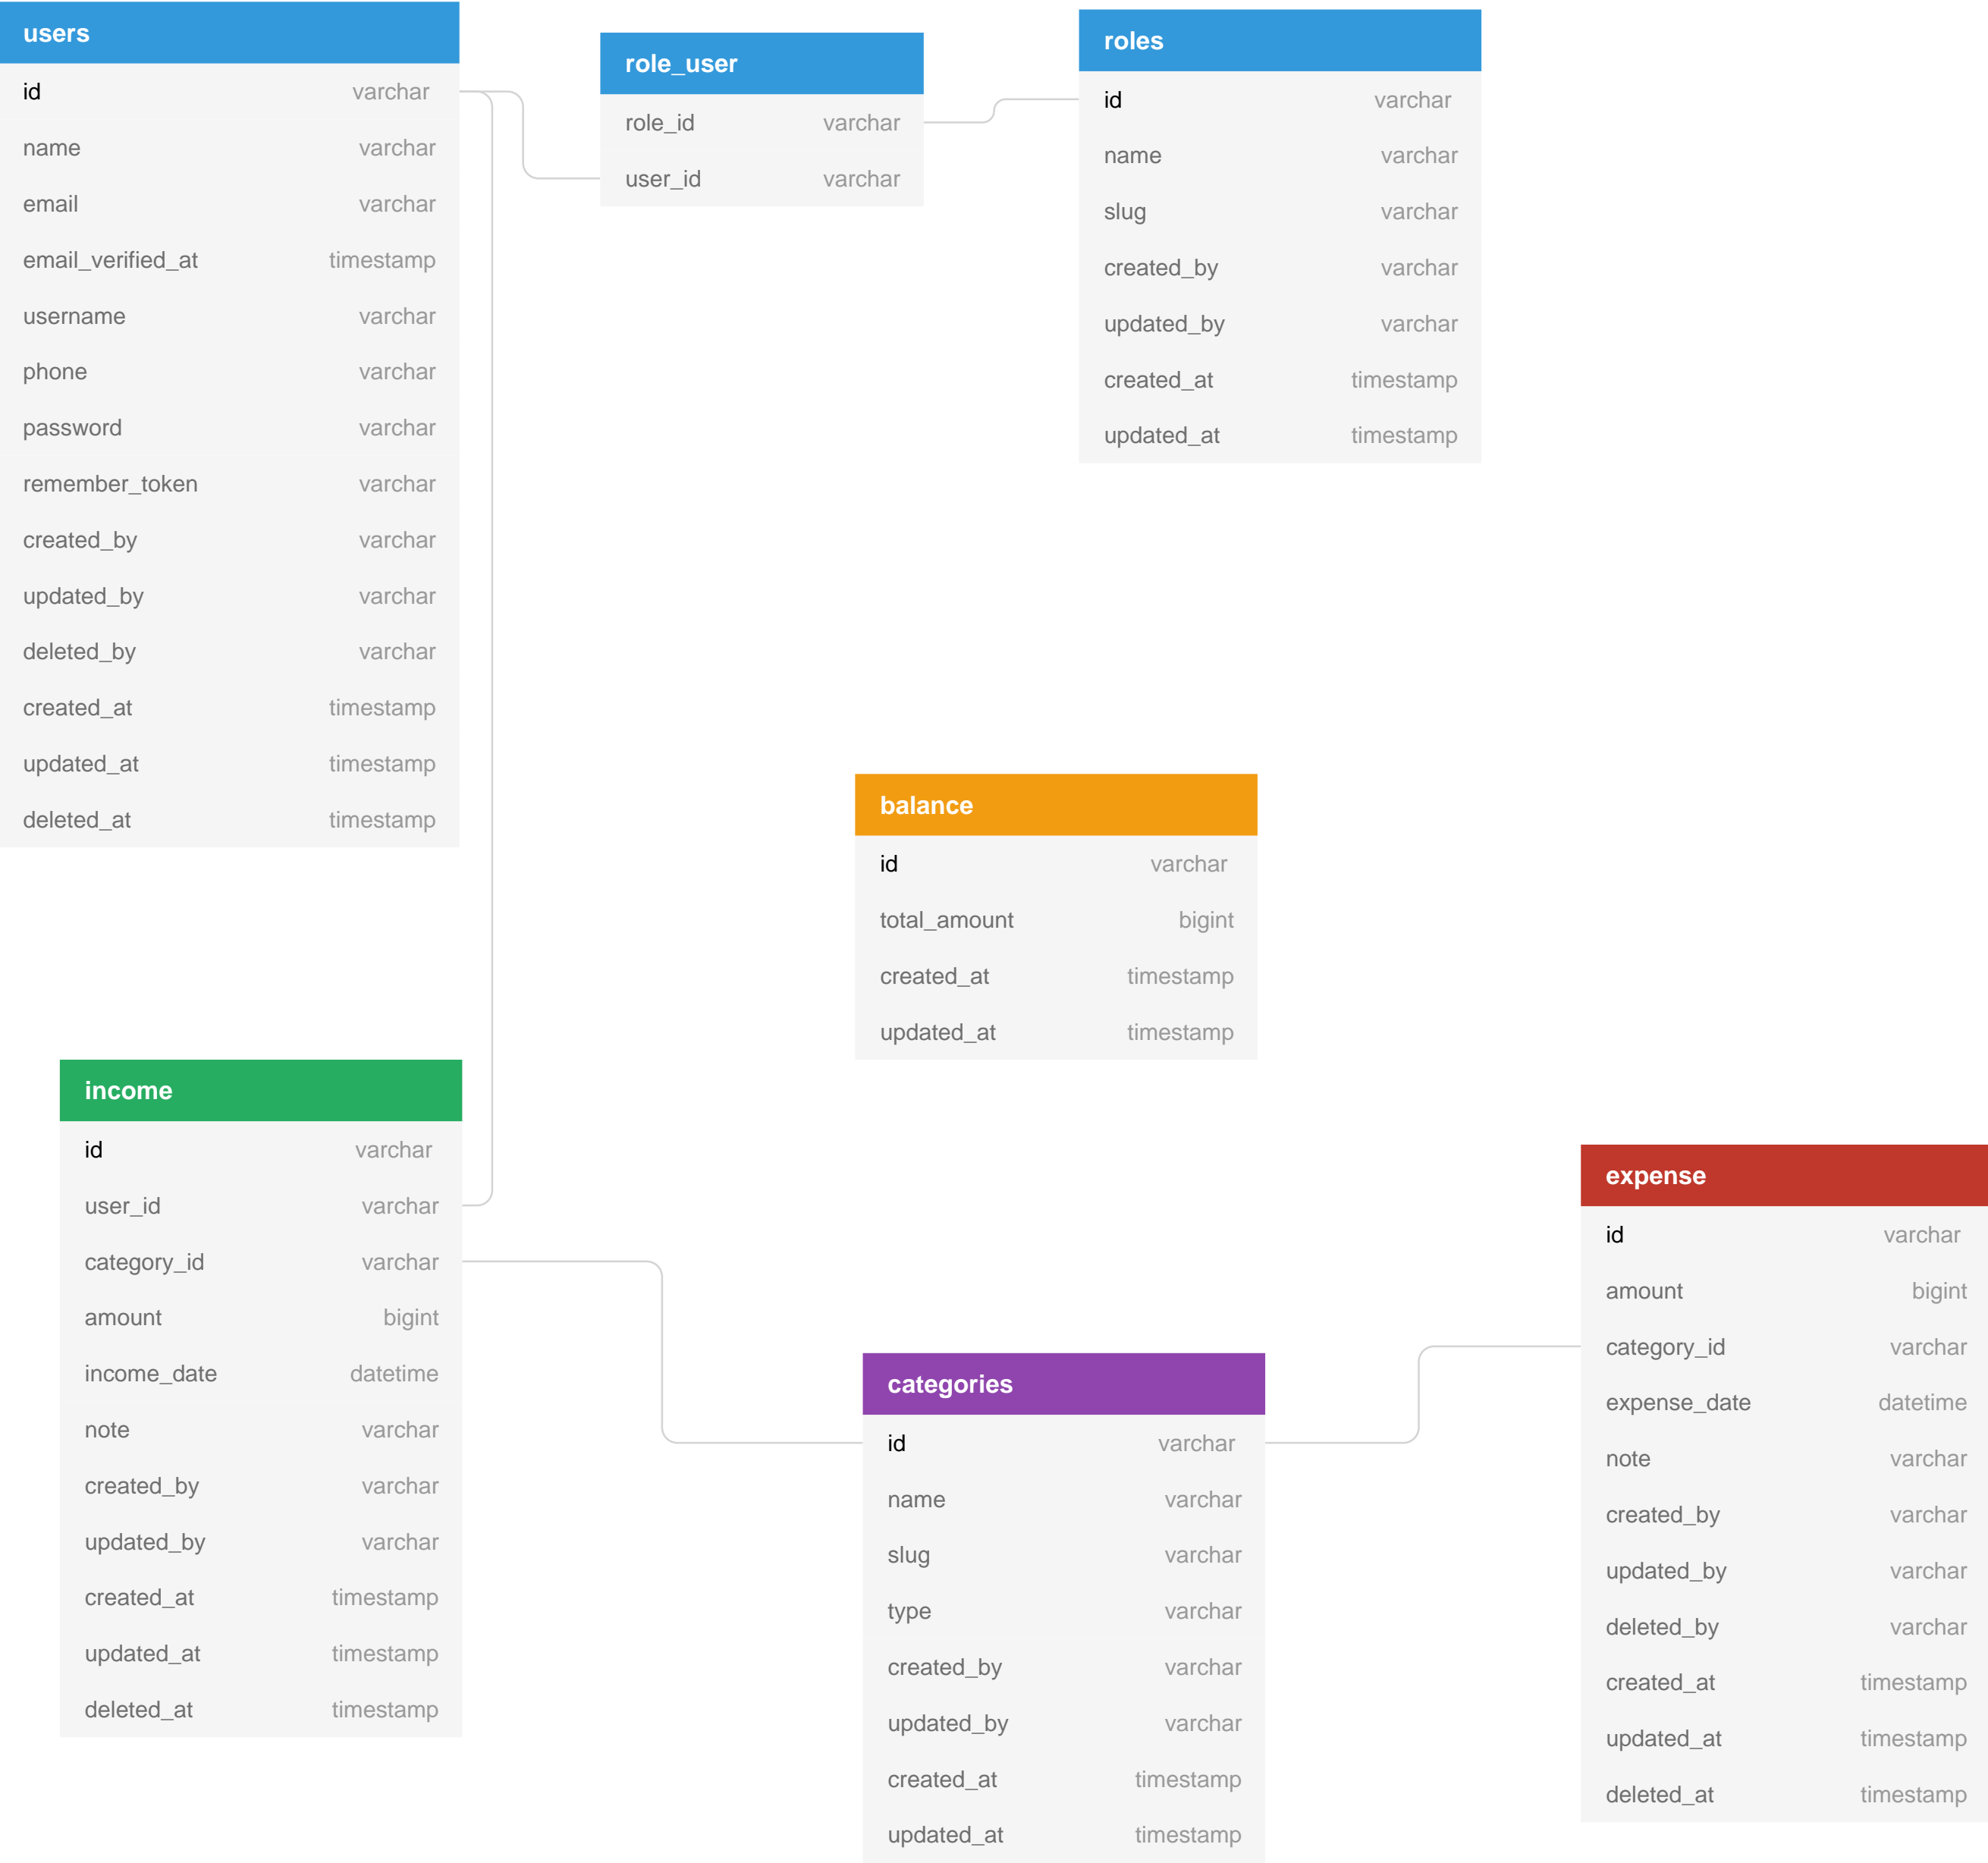 users
id varchar
name varchar
email varchar
email_verified_at timestamp
username varchar
phone varchar
password varchar
remember_token varchar
created_by varchar
updated_by varchar
deleted_by varchar
created_at timestamp
updated_at timestamp
deleted_at timestamp
role_user
role_id varchar
user_id varchar
roles
id varchar
name varchar
slug varchar
created_by varchar
updated_by varchar
created_at timestamp
updated_at timestamp
balance
id varchar
total_amount bigint
created_at timestamp
updated_at timestamp
income
id varchar
user_id varchar
category_id varchar
amount bigint
income_date datetime
note varchar
created_by varchar
updated_by varchar
created_at timestamp
updated_at timestamp
deleted_at timestamp
categories
id varchar
name varchar
slug varchar
type varchar
created_by varchar
updated_by varchar
created_at timestamp
updated_at timestamp
expense
id varchar
amount bigint
category_id varchar
expense_date datetime
note varchar
created_by varchar
updated_by varchar
deleted_by varchar
created_at timestamp
updated_at timestamp
deleted_at timestamp